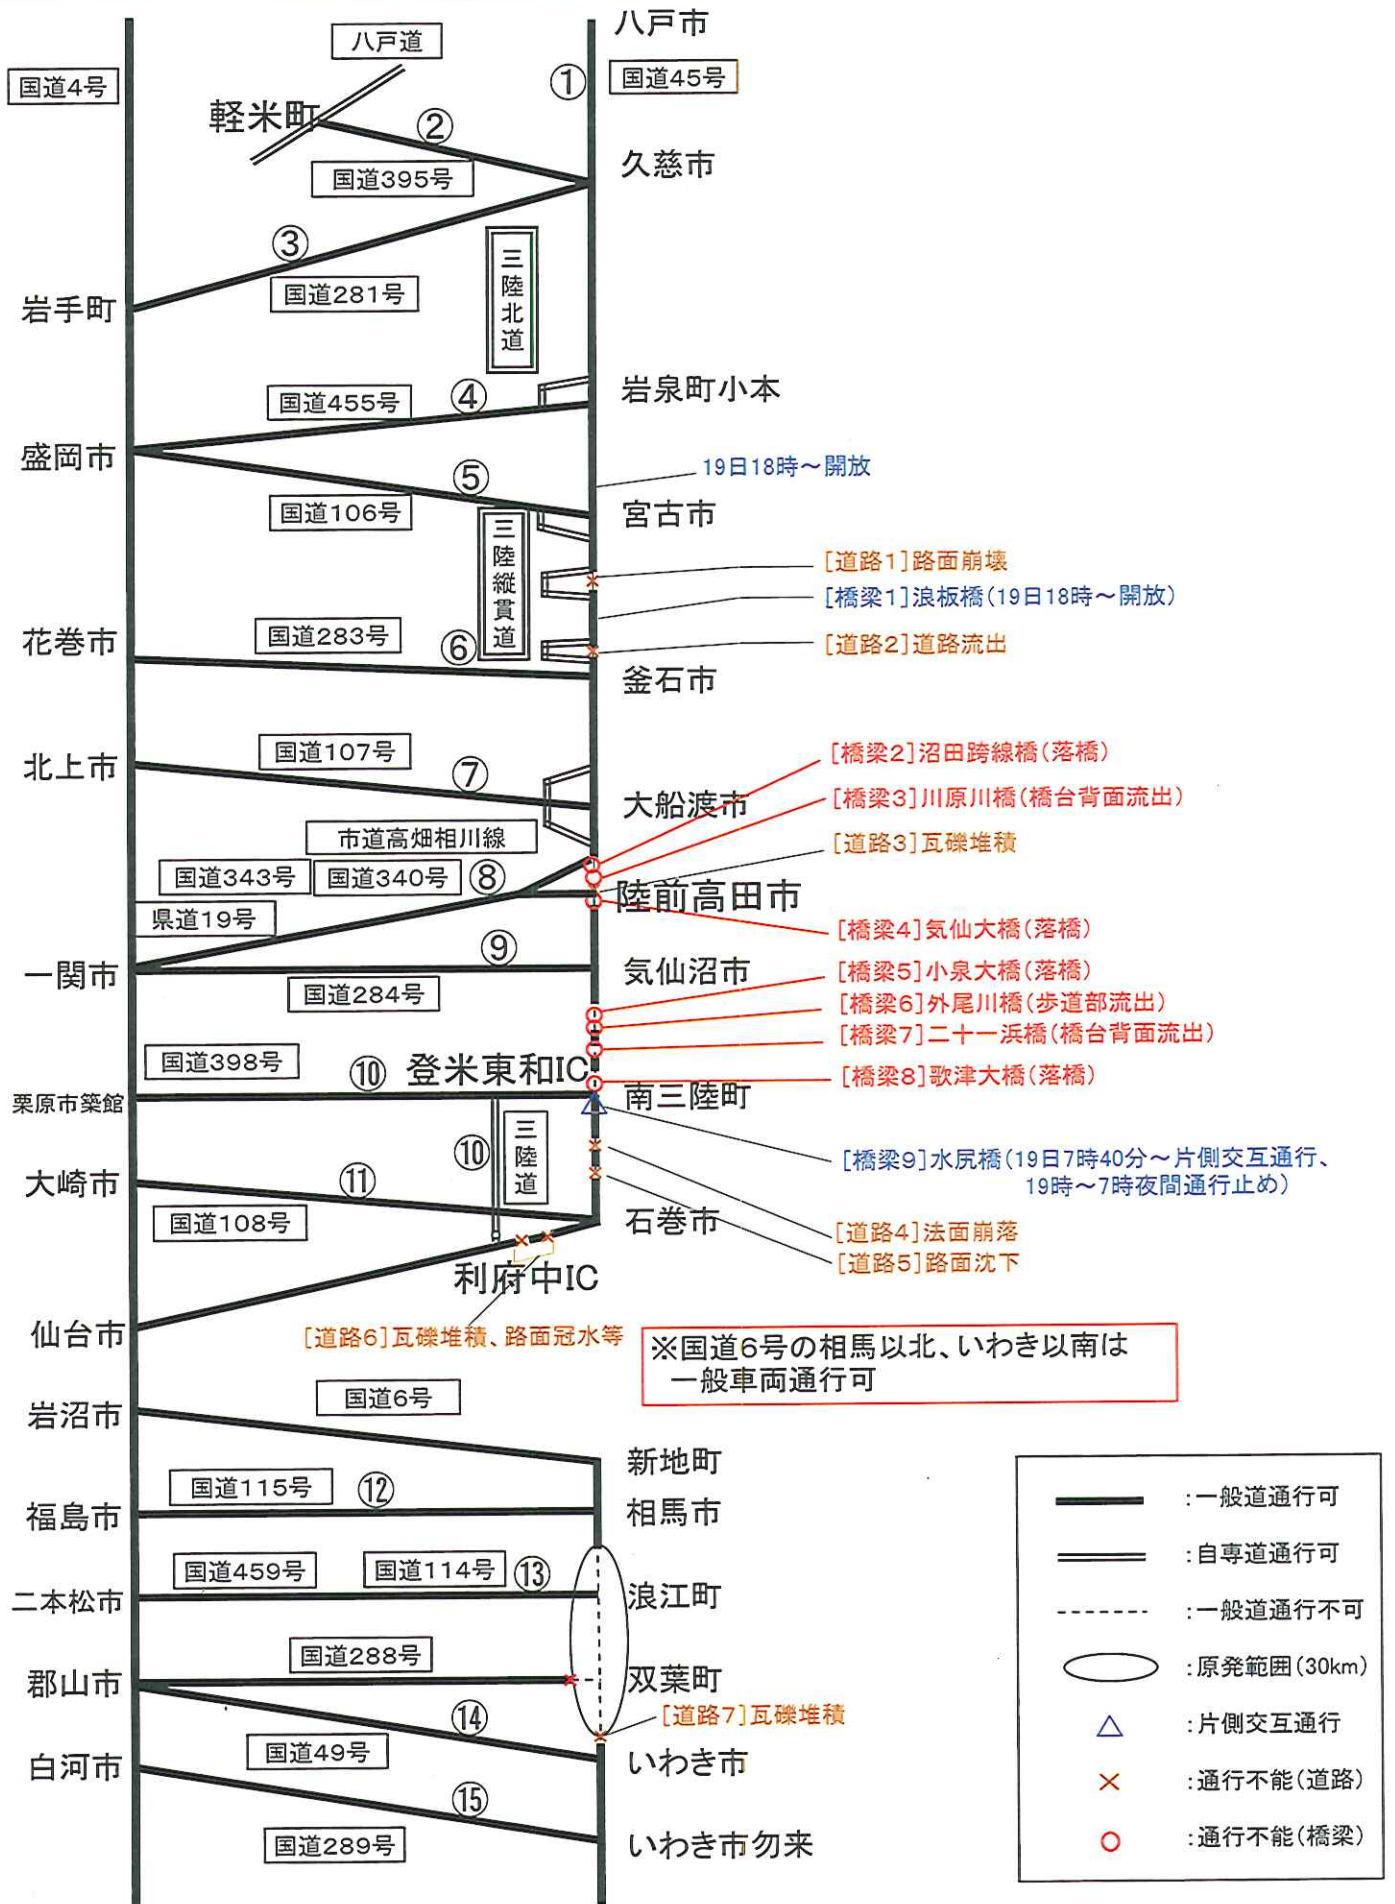 八戸市
八戸道
国道4号
①
国道45号
軽米町
②
久慈市
国道395号
③
三陸北道
国道281号
岩手町
岩泉町小本
④
国道455号
盛岡市
19日18時～開放
⑤
国道106号
宮古市
三陸縦貫道
[道路1]路面崩壊
[橋梁1]浪板橋(19日18時～開放)
国道283号
花巻市
⑥
[道路2]道路流出
釜石市
国道107号
[橋梁2]沼田跨線橋(落橋)
北上市
⑦
大船渡市
[橋梁3]川原川橋(橋台背面流出)
市道高畑相川線
[道路3]瓦礫堆積
国道343号
国道340号
⑧
陸前高田市
県道19号
[橋梁4]気仙大橋(落橋)
⑨
一関市
気仙沼市
[橋梁5]小泉大橋(落橋)
国道284号
[橋梁6]外尾川橋(歩道部流出)
[橋梁7]二十一浜橋(橋台背面流出)
国道398号
⑩
登米東和IC
[橋梁8]歌津大橋(落橋)
栗原市築館
南三陸町
三陸道
⑩
[橋梁9]水尻橋(19日7時40分～片側交互通行、
19時～7時夜間通行止め)
大崎市
⑪
国道108号
石巻市
[道路4]法面崩落
[道路5]路面沈下
利府中IC
仙台市
[道路6]瓦礫堆積、路面冠水等
※国道6号の相馬以北、いわき以南は
一般車両通行可
国道6号
岩沼市
新地町
国道115号
⑫
福島市
相馬市
国道459号
国道114号
⑬
二本松市
浪江町
国道288号
郡山市
双葉町
[道路7]瓦礫堆積
⑭
国道49号
いわき市
白河市
⑮
国道289号
いわき市勿来
:一般道通行可
:自専道通行可
:一般道通行不可
:原発範囲(30km)
:片側交互通行
:通行不能(道路)
:通行不能(橋梁)